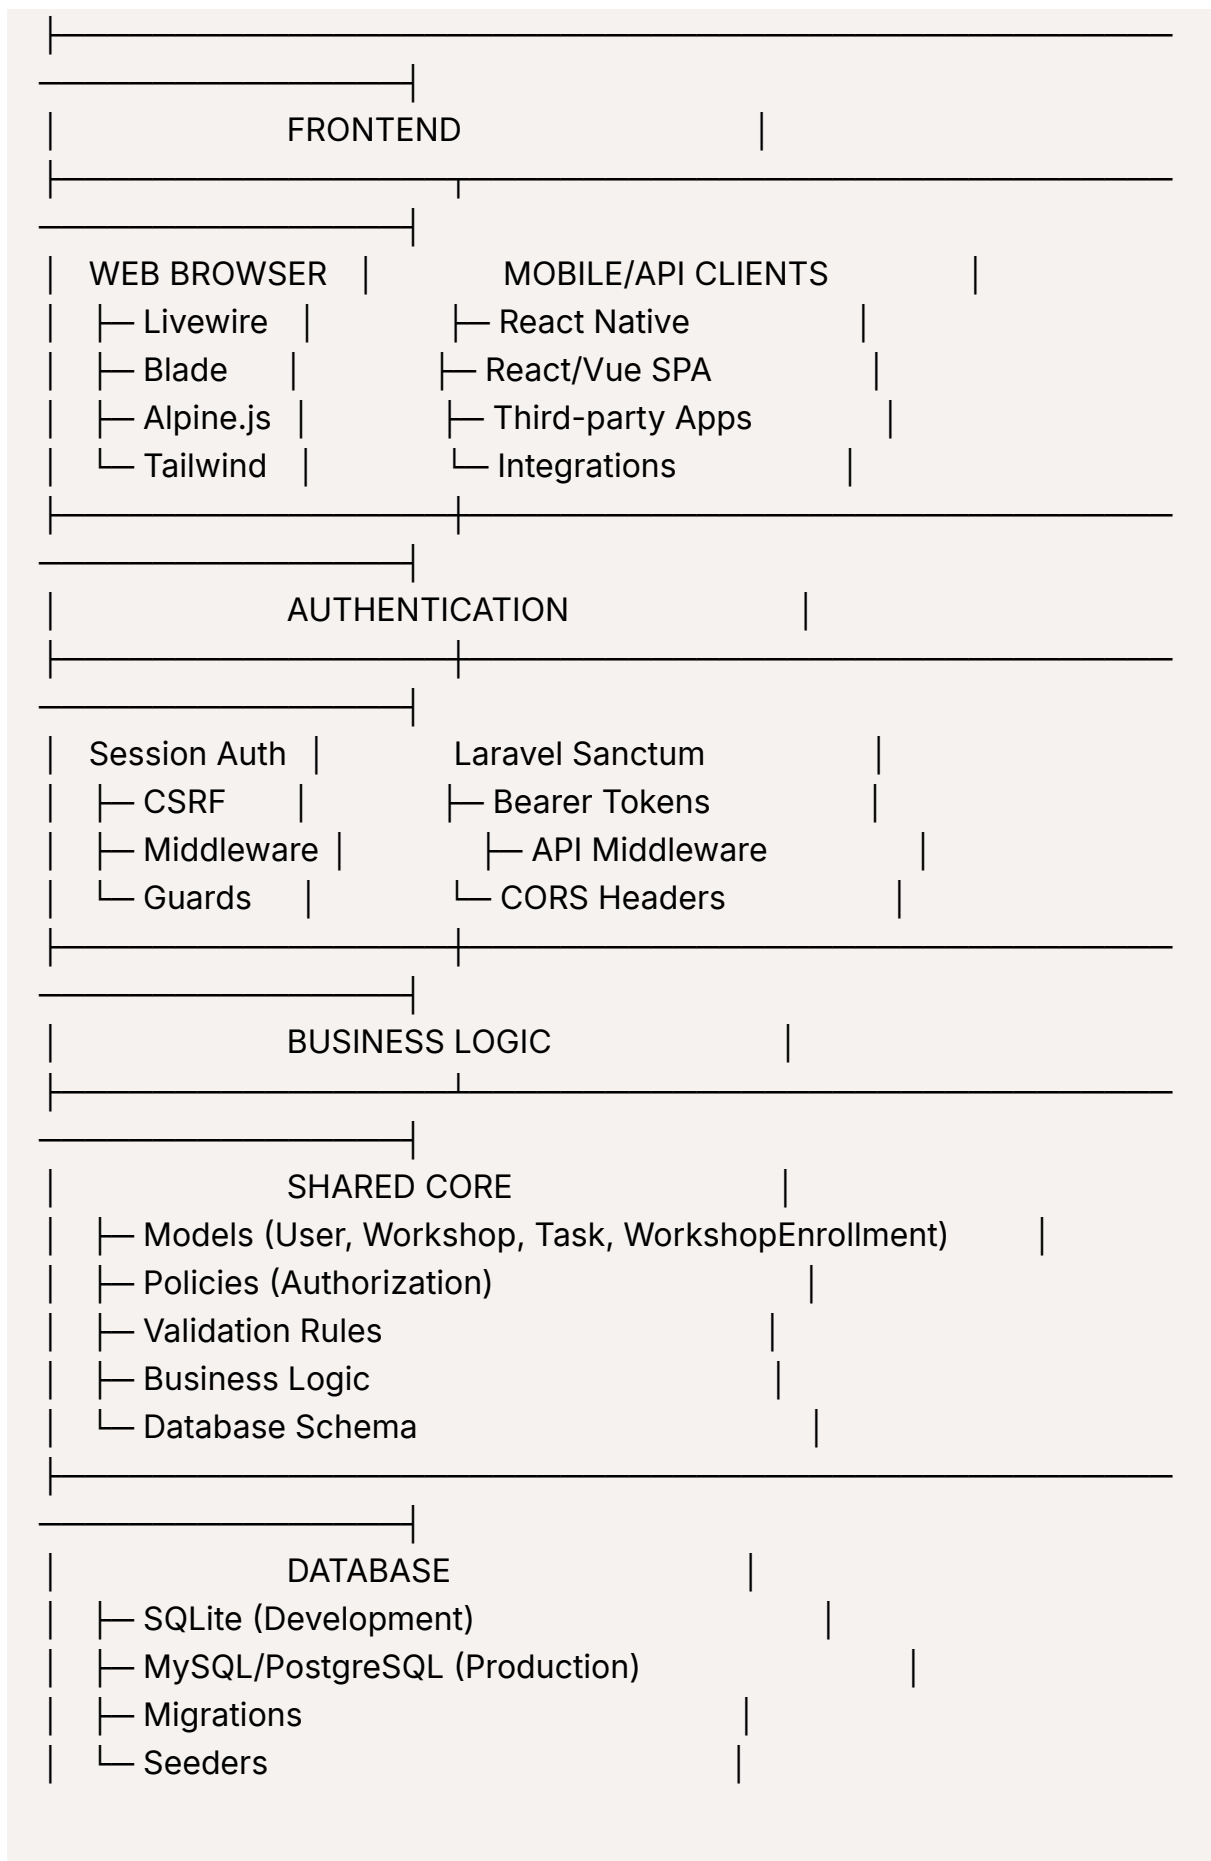 ├─────────────────────────────────────────────────
─────────────────┤
│ FRONTEND │
├──────────────────┬──────────────────────────────
─────────────────┤
│ WEB BROWSER │ MOBILE/API CLIENTS │
│ ├─ Livewire │ ├─ React Native │
│ ├─ Blade │ ├─ React/Vue SPA │
│ ├─ Alpine.js │ ├─ Third-party Apps │
│ └─ Tailwind │ └─ Integrations │
├──────────────────┼──────────────────────────────
─────────────────┤
│ AUTHENTICATION │
├──────────────────┼──────────────────────────────
─────────────────┤
│ Session Auth │ Laravel Sanctum │
│ ├─ CSRF │ ├─ Bearer Tokens │
│ ├─ Middleware │ ├─ API Middleware │
│ └─ Guards │ └─ CORS Headers │
├──────────────────┼──────────────────────────────
─────────────────┤
│ BUSINESS LOGIC │
├──────────────────┴──────────────────────────────
─────────────────┤
│ SHARED CORE │
│ ├─ Models (User, Workshop, Task, WorkshopEnrollment) │
│ ├─ Policies (Authorization) │
│ ├─ Validation Rules │
│ ├─ Business Logic │
│ └─ Database Schema │
├─────────────────────────────────────────────────
─────────────────┤
│ DATABASE │
│ ├─ SQLite (Development) │
│ ├─ MySQL/PostgreSQL (Production) │
│ ├─ Migrations │
│ └─ Seeders │